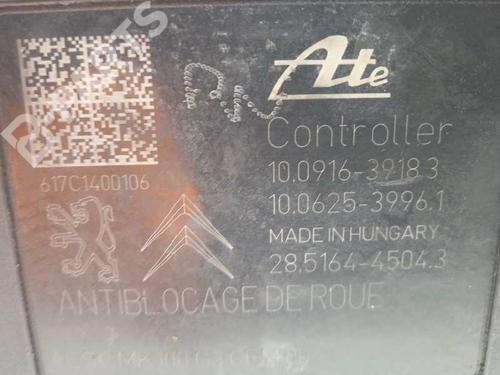 Ate
Controller
10.0916-3918.3
617C1400106
10.0625-3996.1
MADE IN HUNGARY
28.5164-4504.3
ANTIBLOCAGE DE ROUE